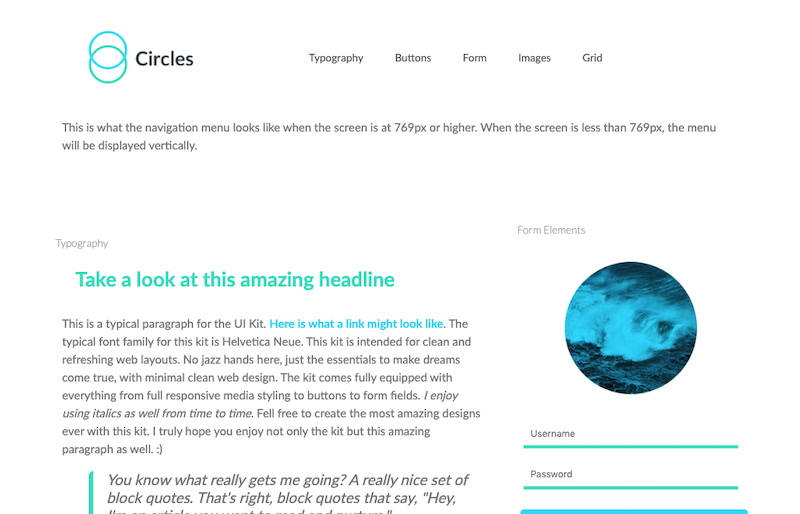 Circles
Typography Buttons Form Images Grid
This is what the navigation menu looks like when the screen is at 769px or higher. When the screen is less than 769px, the menu
will be displayed vertically.
Typography
Take a look at this amazing headline
This is a typical paragraph for the UI Kit. Here is what a link might look like. The
typical font family for this kit is Helvetica Neue. This kit is intended for clean and
refreshing web layouts. No jazz hands here, just the essentials to make dreams
come true, with minimal clean web design. The kit comes fully equipped with
everything from full responsive media styling to buttons to form fields. I enjoy
using italics as well from time to time. Fell free to create the most amazing designs
ever with this kit. I truly hope you enjoy not only the kit but this amazing
paragraph as well. :)
You know what really gets me going? A really nice set of
block quotes. That's right, block quotes that say, "Hey,
I'm an article you want to read and nurture."
Form Elements
Username
Password